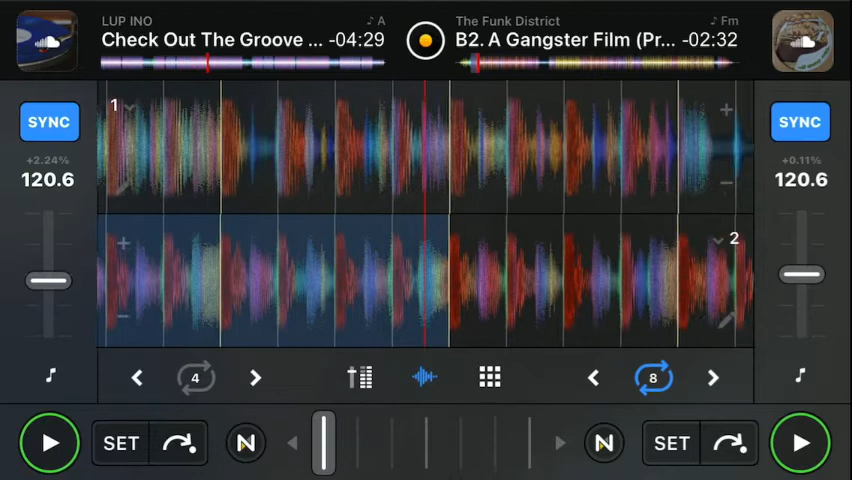 LUP INO ♪ A
Check Out The Groove ... -04:29
The Funk District ♪ Fm
B2. A Gangster Film (Pr... -02:32
SYNC
+2.24%
120.6
1
2
SYNC
+0.11%
120.6
4
8
SET
N
N
SET